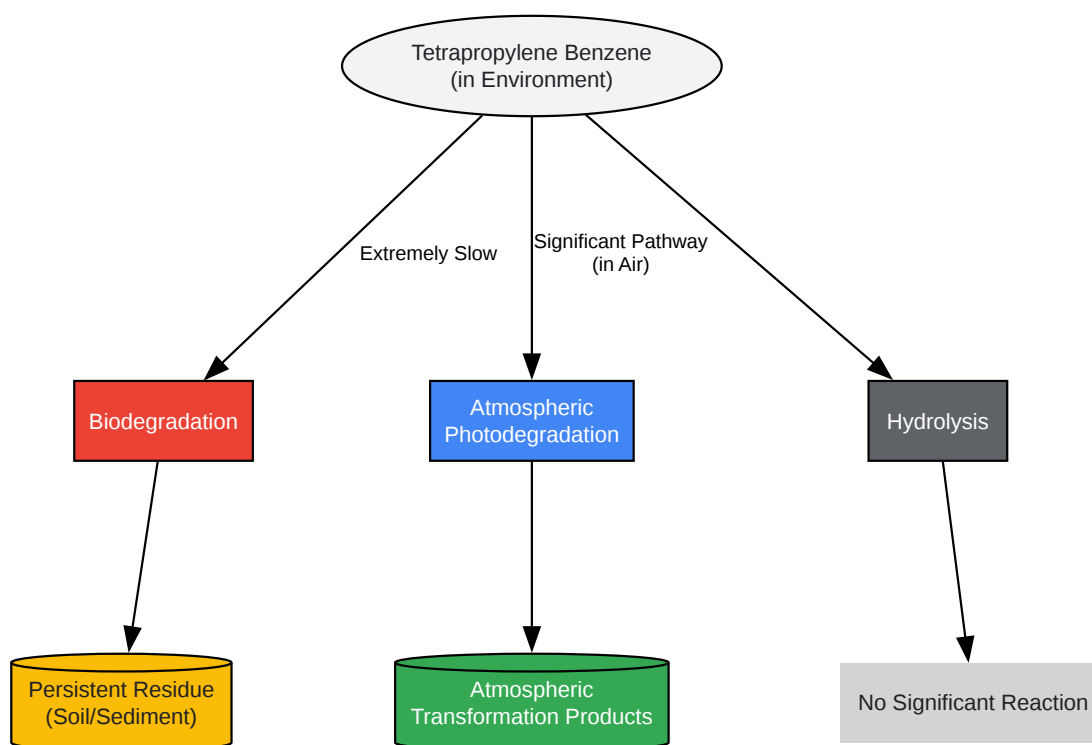 Tetrapropylene Benzene
(in Environment)
Extremely Slow
Significant Pathway
(in Air)
Biodegradation
Atmospheric
Photodegradation
Hydrolysis
Persistent Residue
(Soil/Sediment)
Atmospheric
Transformation Products
No Significant Reaction